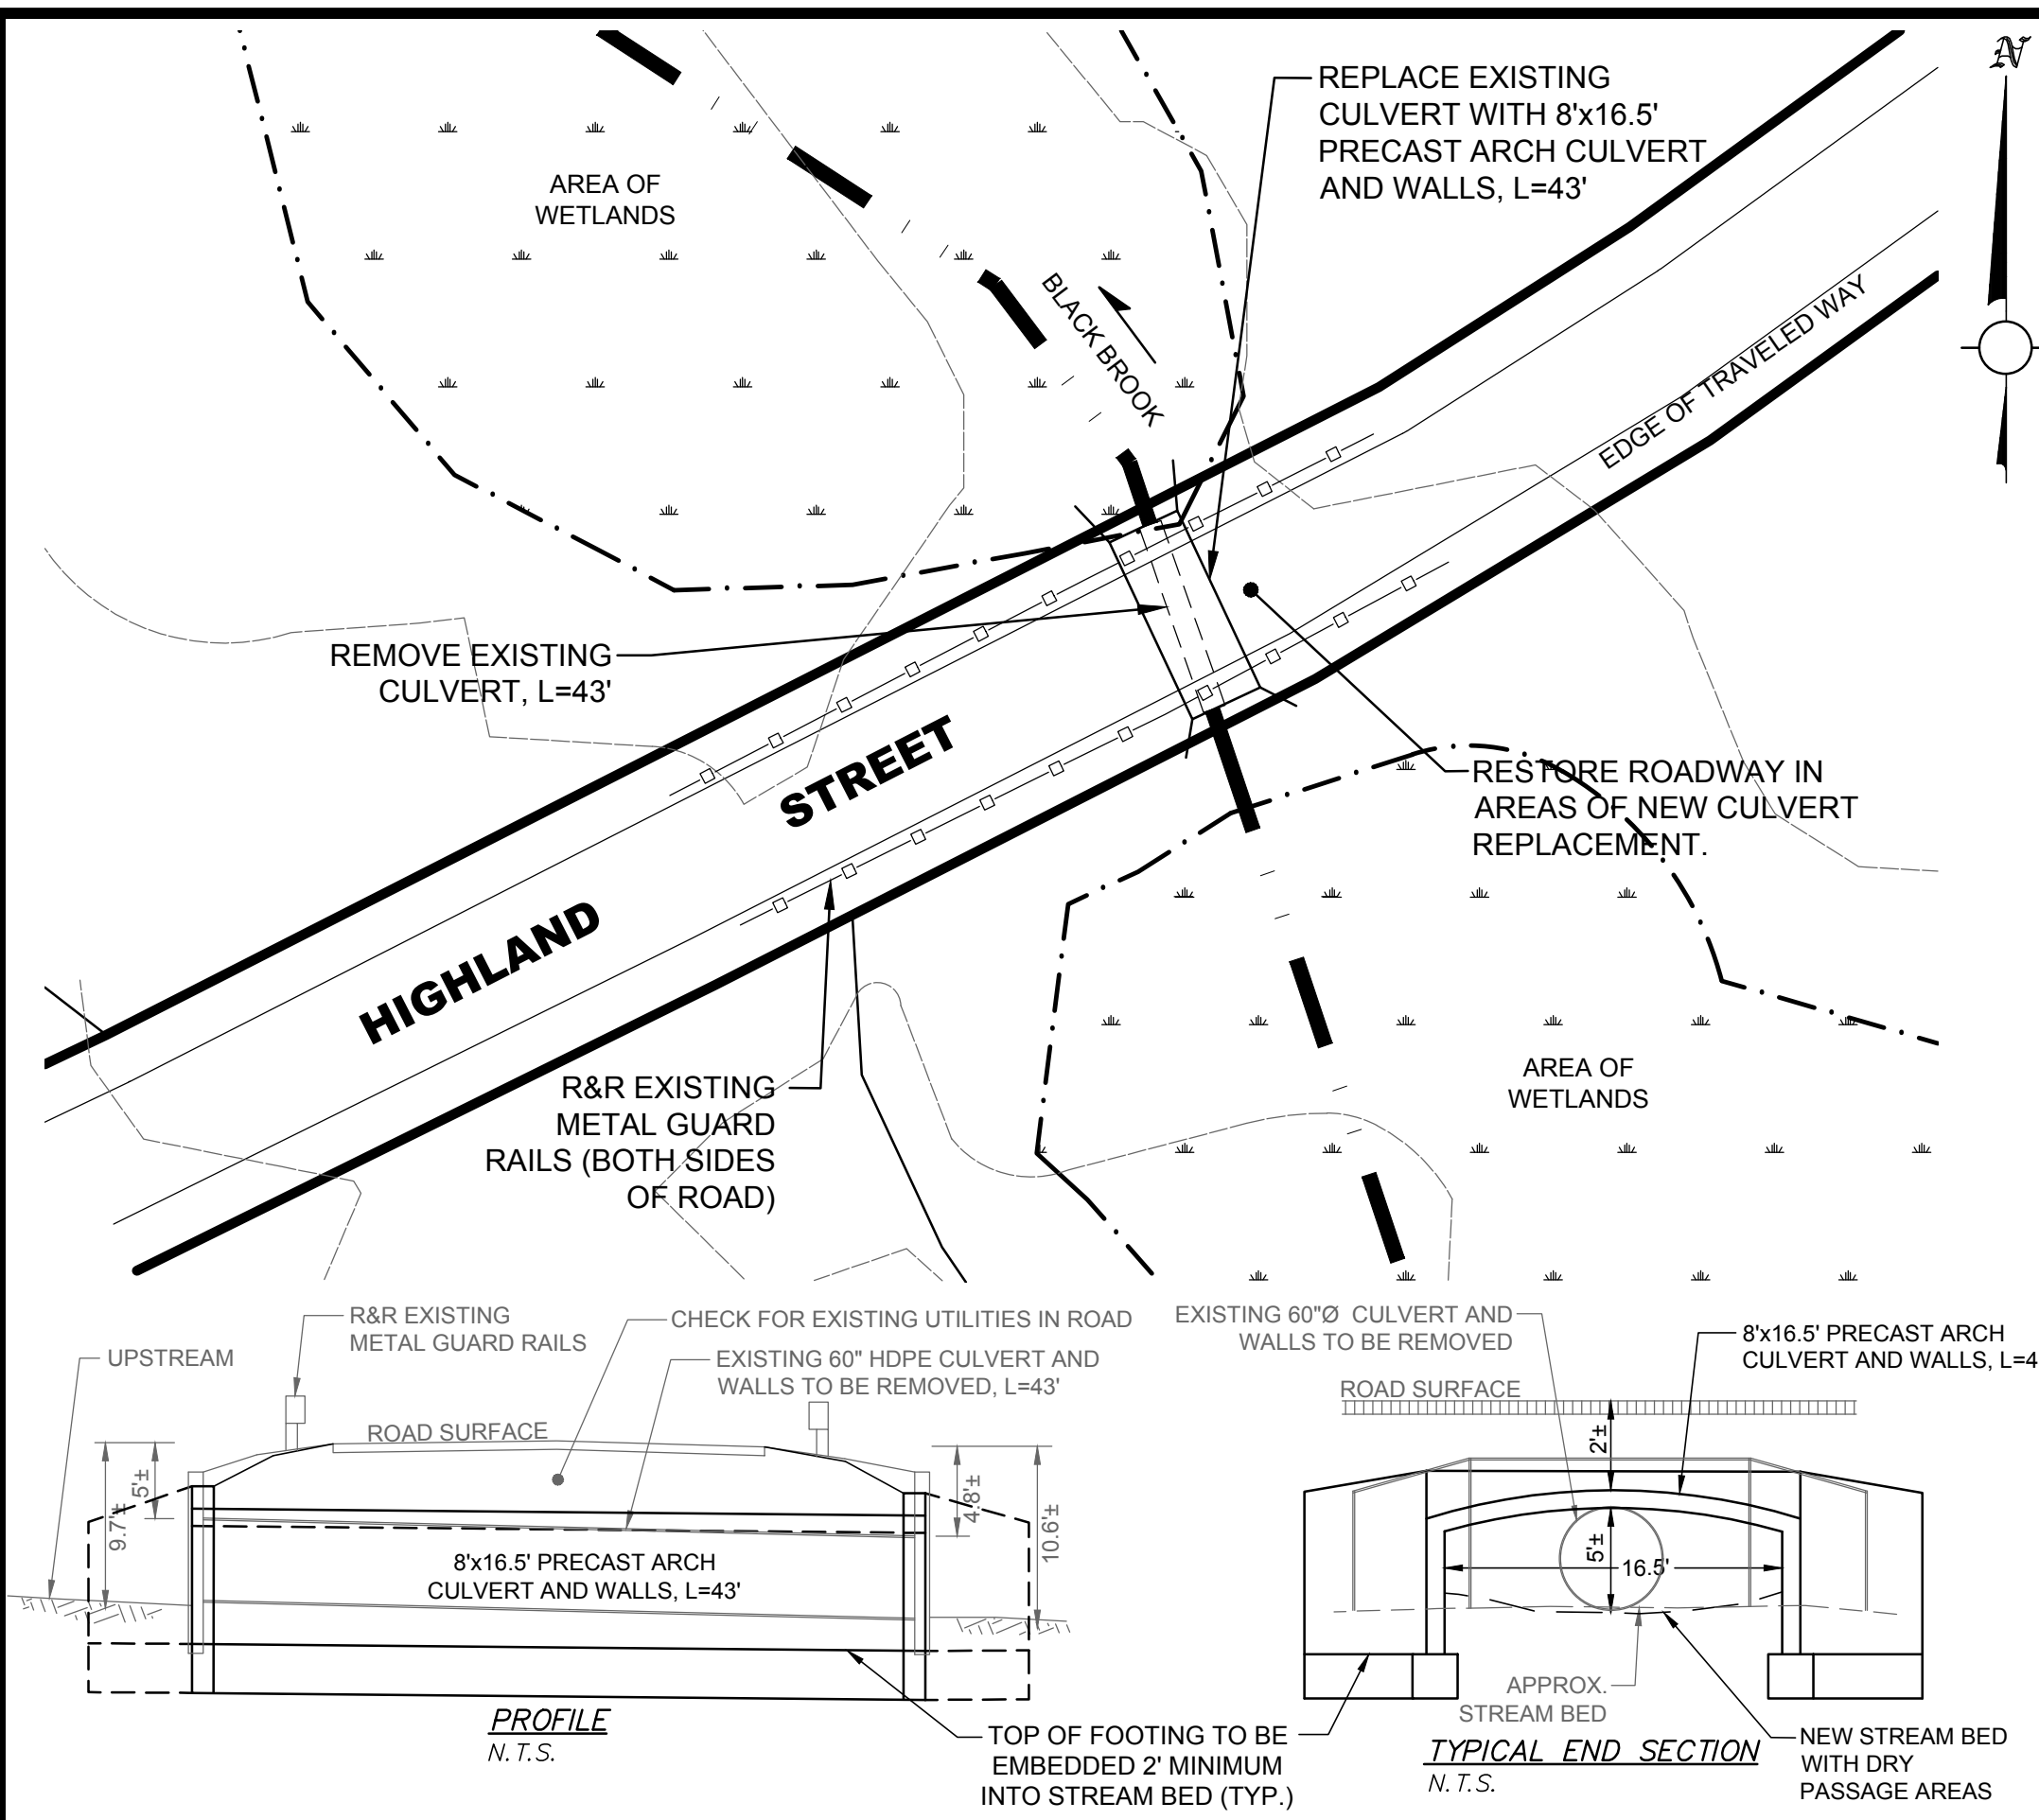 N
REPLACE EXISTING
CULVERT WITH 8'x16.5'
PRECAST ARCH CULVERT
AND WALLS, L=43'
AREA OF
WETLANDS
BLACK BROOK
EDGE OF TRAVELED WAY
REMOVE EXISTING
CULVERT, L=43'
HIGHLAND STREET
RESTORE ROADWAY IN
AREAS OF NEW CULVERT
REPLACEMENT.
R&R EXISTING
METAL GUARD
RAILS (BOTH SIDES
OF ROAD)
AREA OF
WETLANDS
UPSTREAM
R&R EXISTING
METAL GUARD RAILS
CHECK FOR EXISTING UTILITIES IN ROAD
EXISTING 60" HDPE CULVERT AND
WALLS TO BE REMOVED, L=43'
ROAD SURFACE
9.7'±
5'±
4.8'±
10.6'±
8'x16.5' PRECAST ARCH
CULVERT AND WALLS, L=43'
PROFILE
N.T.S.
TOP OF FOOTING TO BE
EMBEDDED 2' MINIMUM
INTO STREAM BED (TYP.)
EXISTING 60"Ø CULVERT AND
WALLS TO BE REMOVED
8'x16.5' PRECAST ARCH
CULVERT AND WALLS, L=4
ROAD SURFACE
2'±
5'±
16.5'
APPROX.
STREAM BED
TYPICAL END SECTION
N.T.S.
NEW STREAM BED
WITH DRY
PASSAGE AREAS